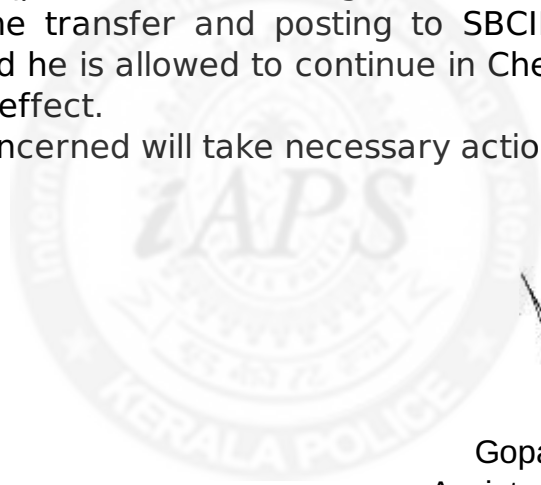 he transfer and posting to SBCI
d he is allowed to continue in Che
effect.
ncerned will take necessary actio
iAPS
KERALA POLICE
Gopa